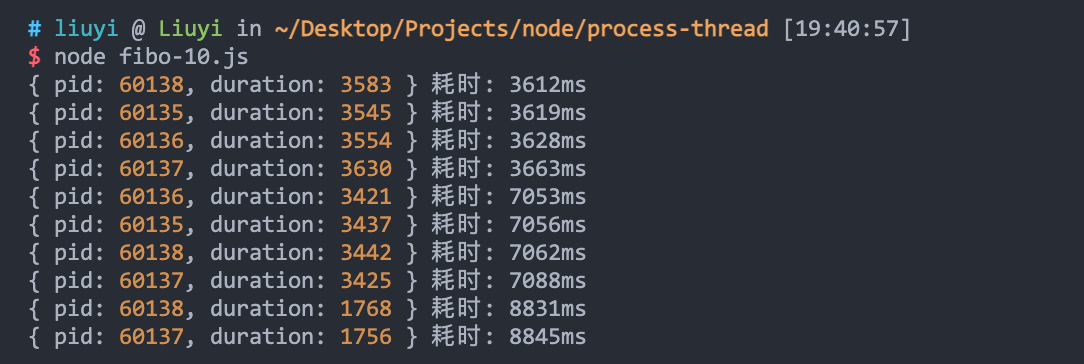 # liuyi @ Liuyi in ~/Desktop/Projects/node/process-thread [19:40:57]
$ node fibo-10.js
{ pid: 60138, duration: 3583 } 耗时: 3612ms
{ pid: 60135, duration: 3545 } 耗时: 3619ms
{ pid: 60136, duration: 3554 } 耗时: 3628ms
{ pid: 60137, duration: 3630 } 耗时: 3663ms
{ pid: 60136, duration: 3421 } 耗时: 7053ms
{ pid: 60135, duration: 3437 } 耗时: 7056ms
{ pid: 60138, duration: 3442 } 耗时: 7062ms
{ pid: 60137, duration: 3425 } 耗时: 7088ms
{ pid: 60138, duration: 1768 } 耗时: 8831ms
{ pid: 60137, duration: 1756 } 耗时: 8845ms